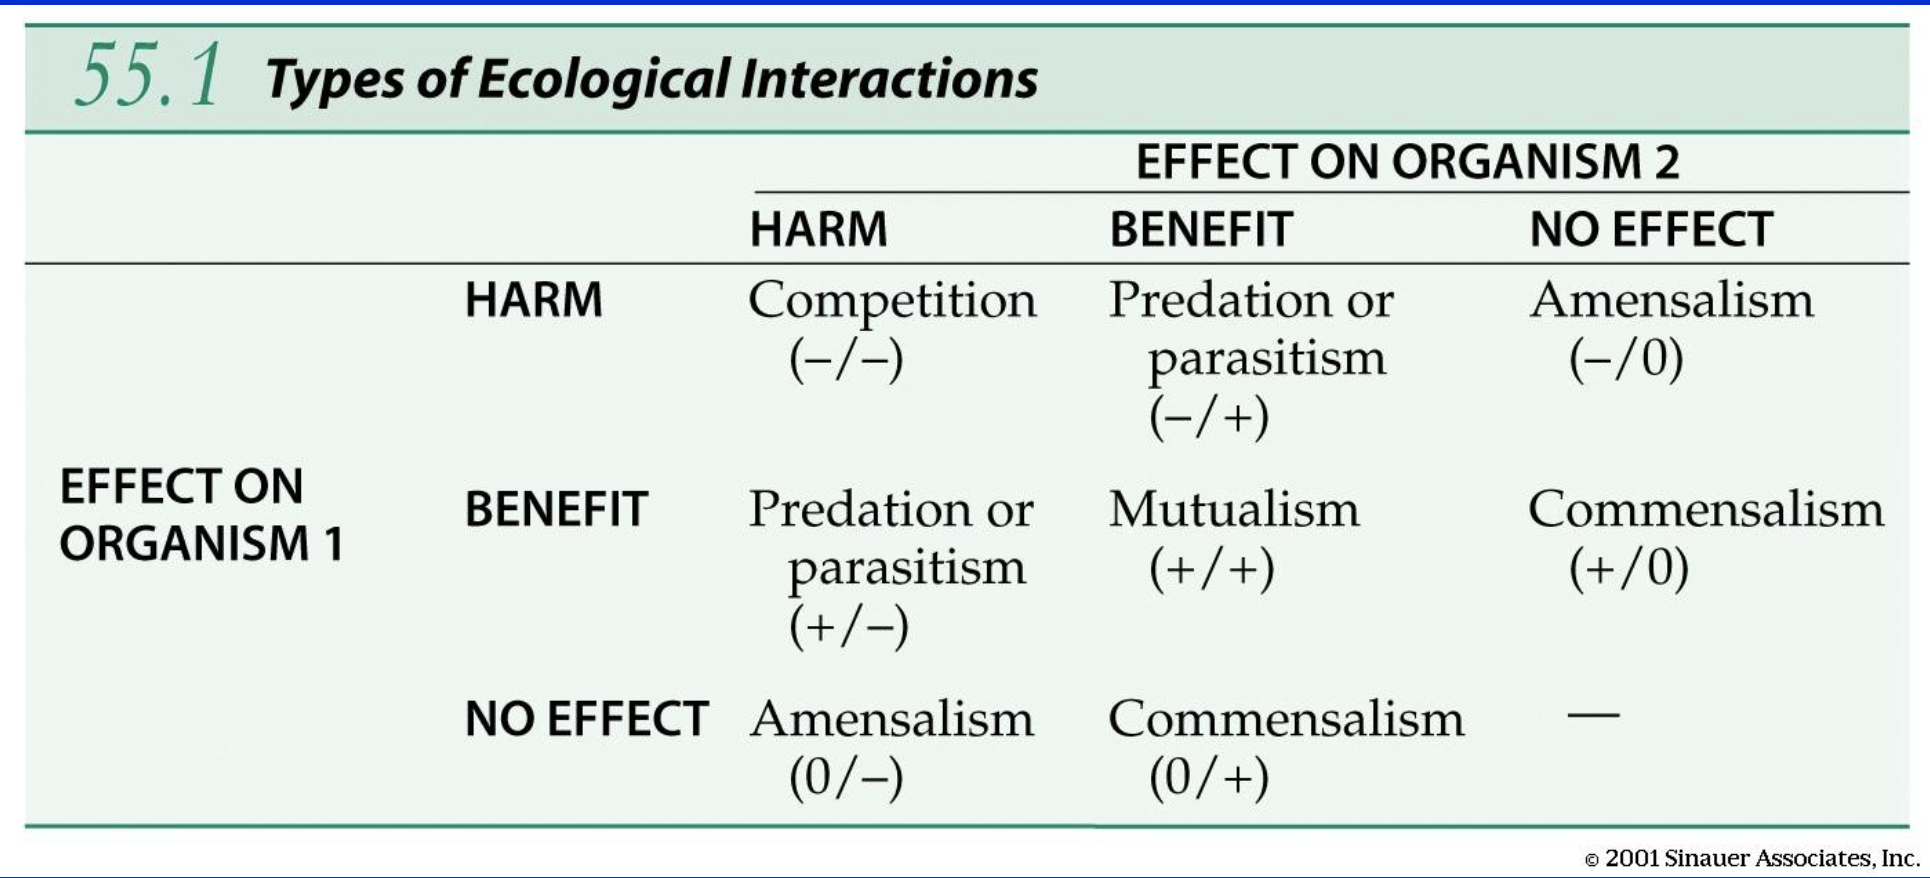 55.1 Types of Ecological Interactions
EFFECT ON ORGANISM 2
HARM BENEFIT NO EFFECT
HARM Competition Predation or Amensalism
(–/–) parasitism (–/0)
(–/+)
EFFECT ON
ORGANISM 1
BENEFIT Predation or Mutualism Commensalism
parasitism (+/+) (+/0)
(+/–)
NO EFFECT Amensalism Commensalism —
(0/–) (0/+)
© 2001 Sinauer Associates, Inc.